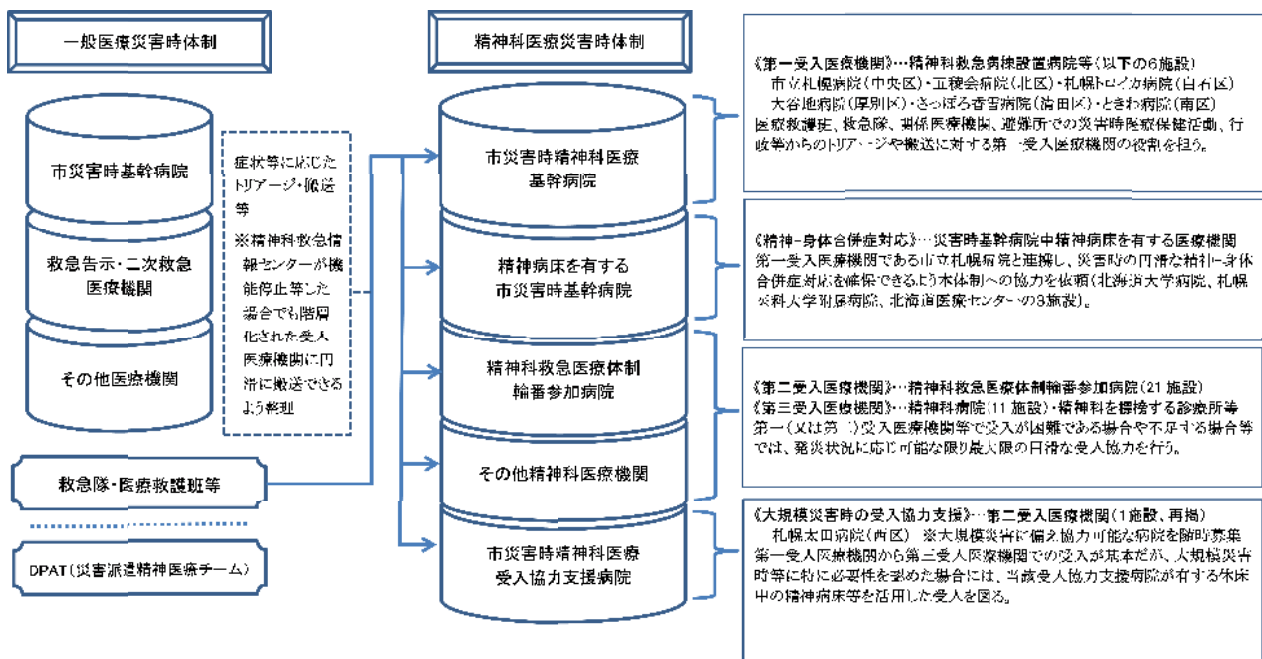 一般医療災害時体制
市災害時基幹病院
救急告示・二次救急
医療機関
その他医療機関
症状等に応じた
トリアージ・搬送
等
※精神科救急情
報センターが機
能停止等した
場合でも階層
化された受入
医療機関に円
滑に搬送できる
よう整理
救急隊・医療救護班等
DPAT(災害派遣精神医療チーム)
精神科医療災害時体制
市災害時精神科医療
基幹病院
精神病床を有する
市災害時基幹病院
精神科救急医療体制
輪番参加病院
その他精神科医療機関
市災害時精神科医療
受入協力支援病院
《第一受入医療機関》…精神科救急病棟設置病院等(以下の6施設)
市立札幌病院(中央区)・五稜会病院(北区)・札幌トロイカ病院(白石区)
大谷地病院(厚別区)・さっぽろ香雪病院(清田区)・ときわ病院(南区)
医療救護班、救急隊、関係医療機関、避難所での災害時医療保健活動、行
政等からのトリアージや搬送に対する第一受入医療機関の役割を担う。
《精神-身体合併症対応》…災害時基幹病院中精神病床を有する医療機関
第一受入医療機関である市立札幌病院と連携し、災害時の円滑な精神-身体
合併症対応を確保できるよう本体制への協力を依頼(北海道大学病院、札幌
医科大学附属病院、北海道医療センターの3施設)。
《第二受入医療機関》…精神科救急医療体制輪番参加病院(21施設)
《第三受入医療機関》…精神科病院(11施設)・精神科を標榜する診療所等
第一(又は第二)受入医療機関等で受入が困難である場合や不足する場合等
では、発災状況に応じ可能な限り最大限の円滑な受入協力を行う。
《大規模災害時の受入協力支援》…第二受入医療機関(1施設、再掲)
札幌太田病院(西区) ※大規模災害に備え協力可能な病院を随時募集
第一受入医療機関から第三受入医療機関での受入が基本だが、大規模災害
時等に特に必要性を認めた場合には、当該受入協力支援病院が有する休床
中の精神病床等を活用した受入を図る。